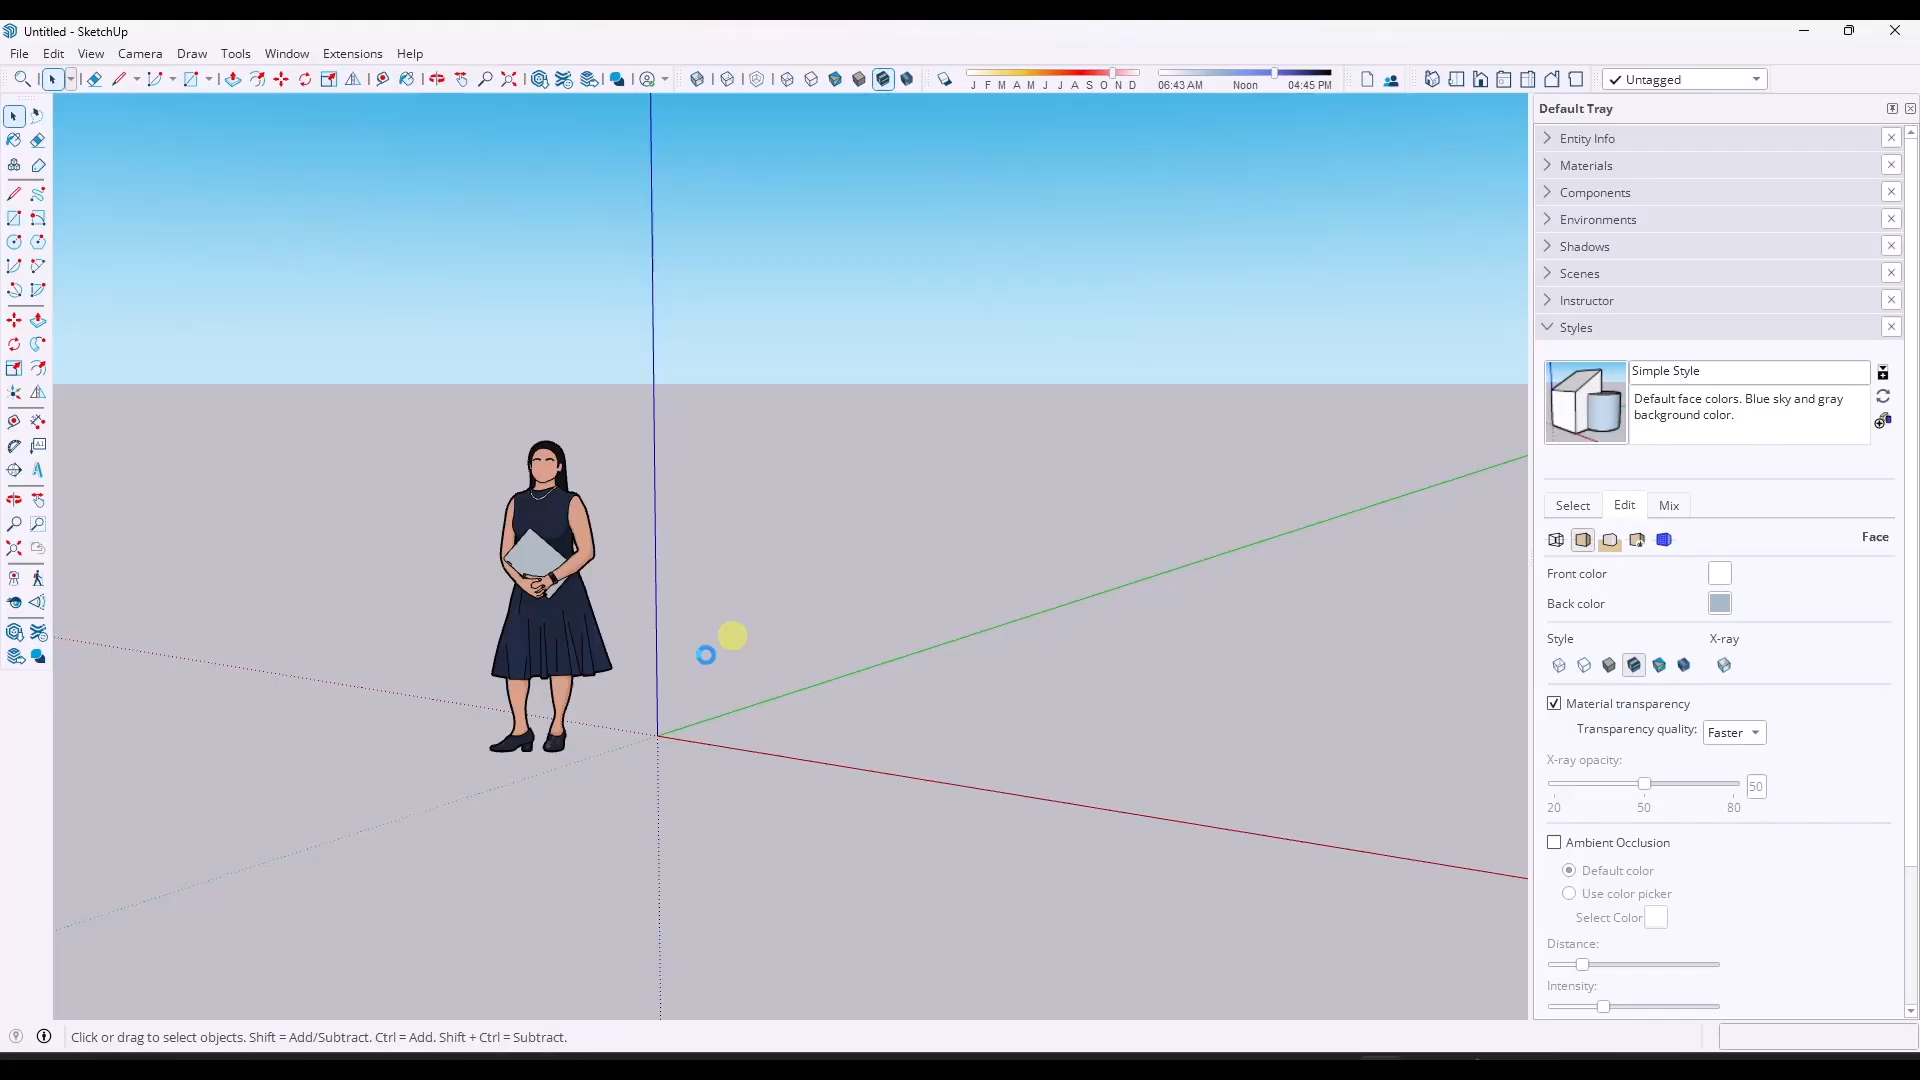 Untitled - SketchUp
File Edit View Camera Draw Tools Window Extensions Help
J F M A M J J A S O N D
06:43 AM Noon 04:45 PM
Untagged
Default Tray
Entity Info
Materials
Components
Environments
Shadows
Scenes
Instructor
Styles
Simple Style
Default face colors. Blue sky and gray
background color.
Select Edit Mix
Face
Front color
Back color
Style X-ray
Material transparency
Transparency quality: Faster
X-ray opacity:
50
20 50 80
Ambient Occlusion
Default color
Use color picker
Select Color
Distance:
Intensity:
Click or drag to select objects. Shift = Add/Subtract. Ctrl = Add. Shift + Ctrl = Subtract.